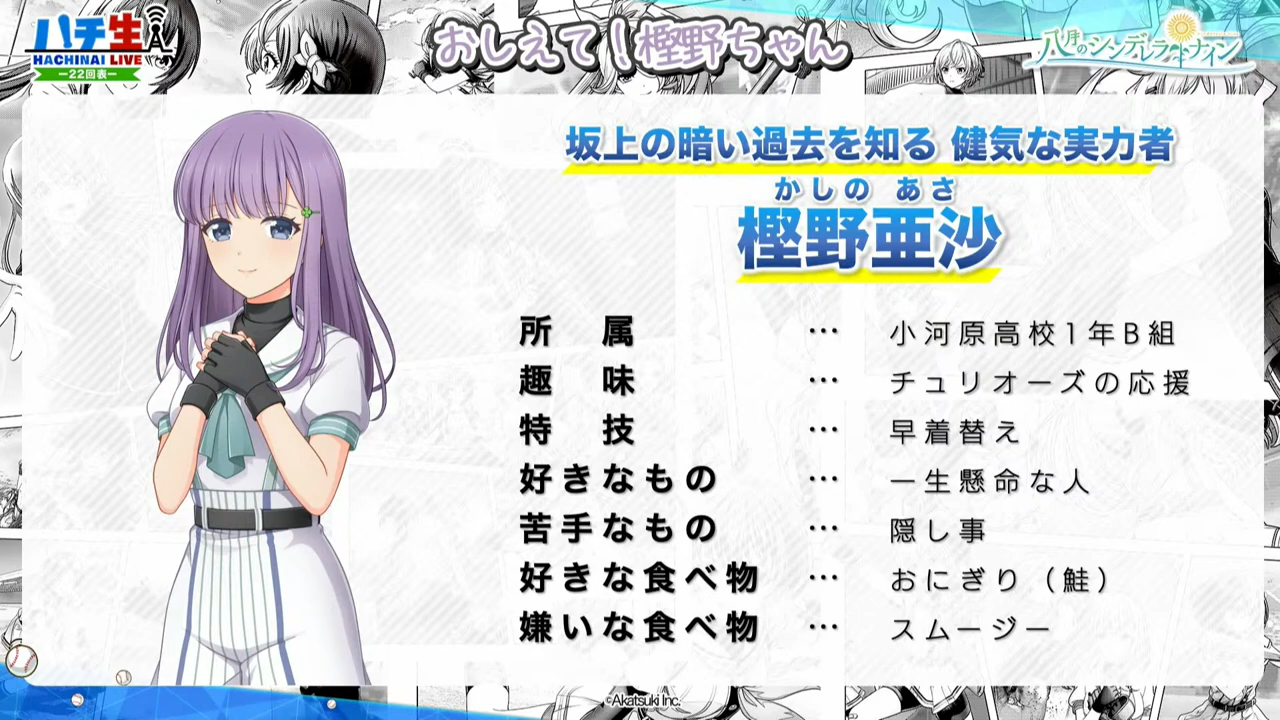 ハチ生
HACHINAI LIVE
ー22回表ー
おしえて！樫野ちゃん
八月のシンデレラナイン
坂上の暗い過去を知る 健気な実力者
かしの あさ
樫野亜沙
所属 … 小河原高校1年B組
趣味 … チュリオーズの応援
特技 … 早着替え
好きなもの … 一生懸命な人
苦手なもの … 隠し事
好きな食べ物 … おにぎり（鮭）
嫌いな食べ物 … スムージー
©Akatsuki Inc.